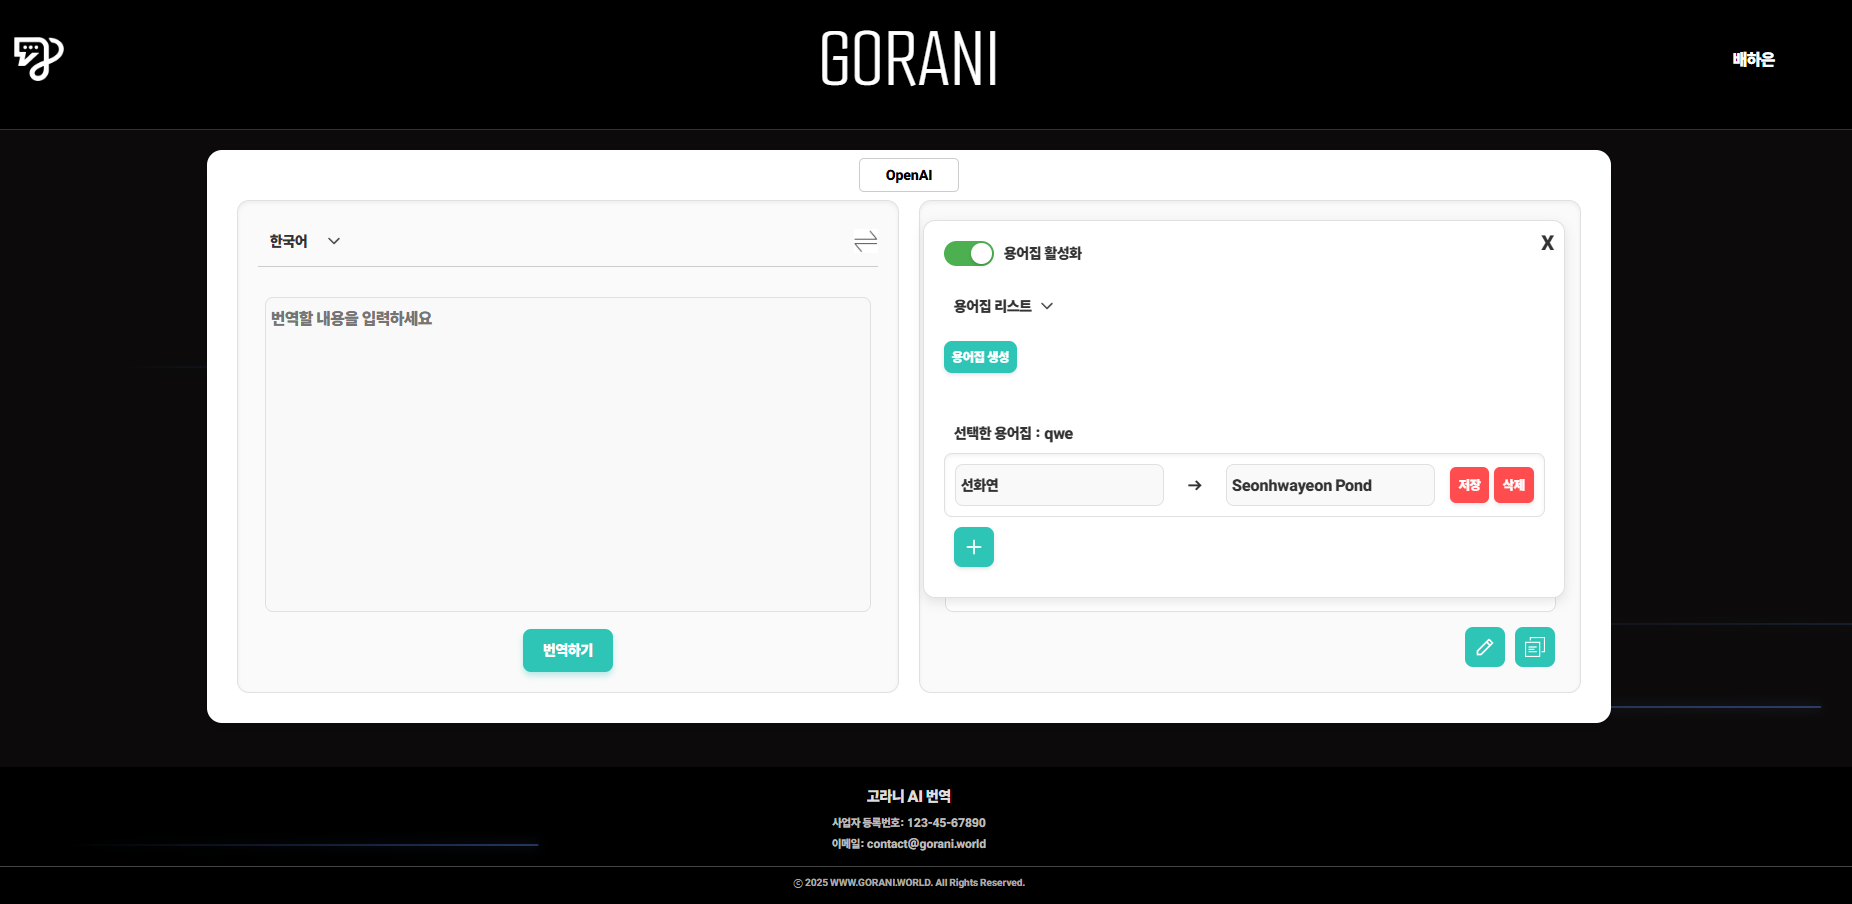 GORANI
배하온
OpenAI
한국어
번역할 내용을 입력하세요
번역하기
용어집 활성화
X
용어집 리스트
용어집 생성
선택한 용어집 : qwe
선화연 → Seonhwayeon Pond 저장 삭제
+
고라니 AI 번역
사업자 등록번호: 123-45-67890
이메일: contact@gorani.world
© 2025 WWW.GORANI.WORLD. All Rights Reserved.